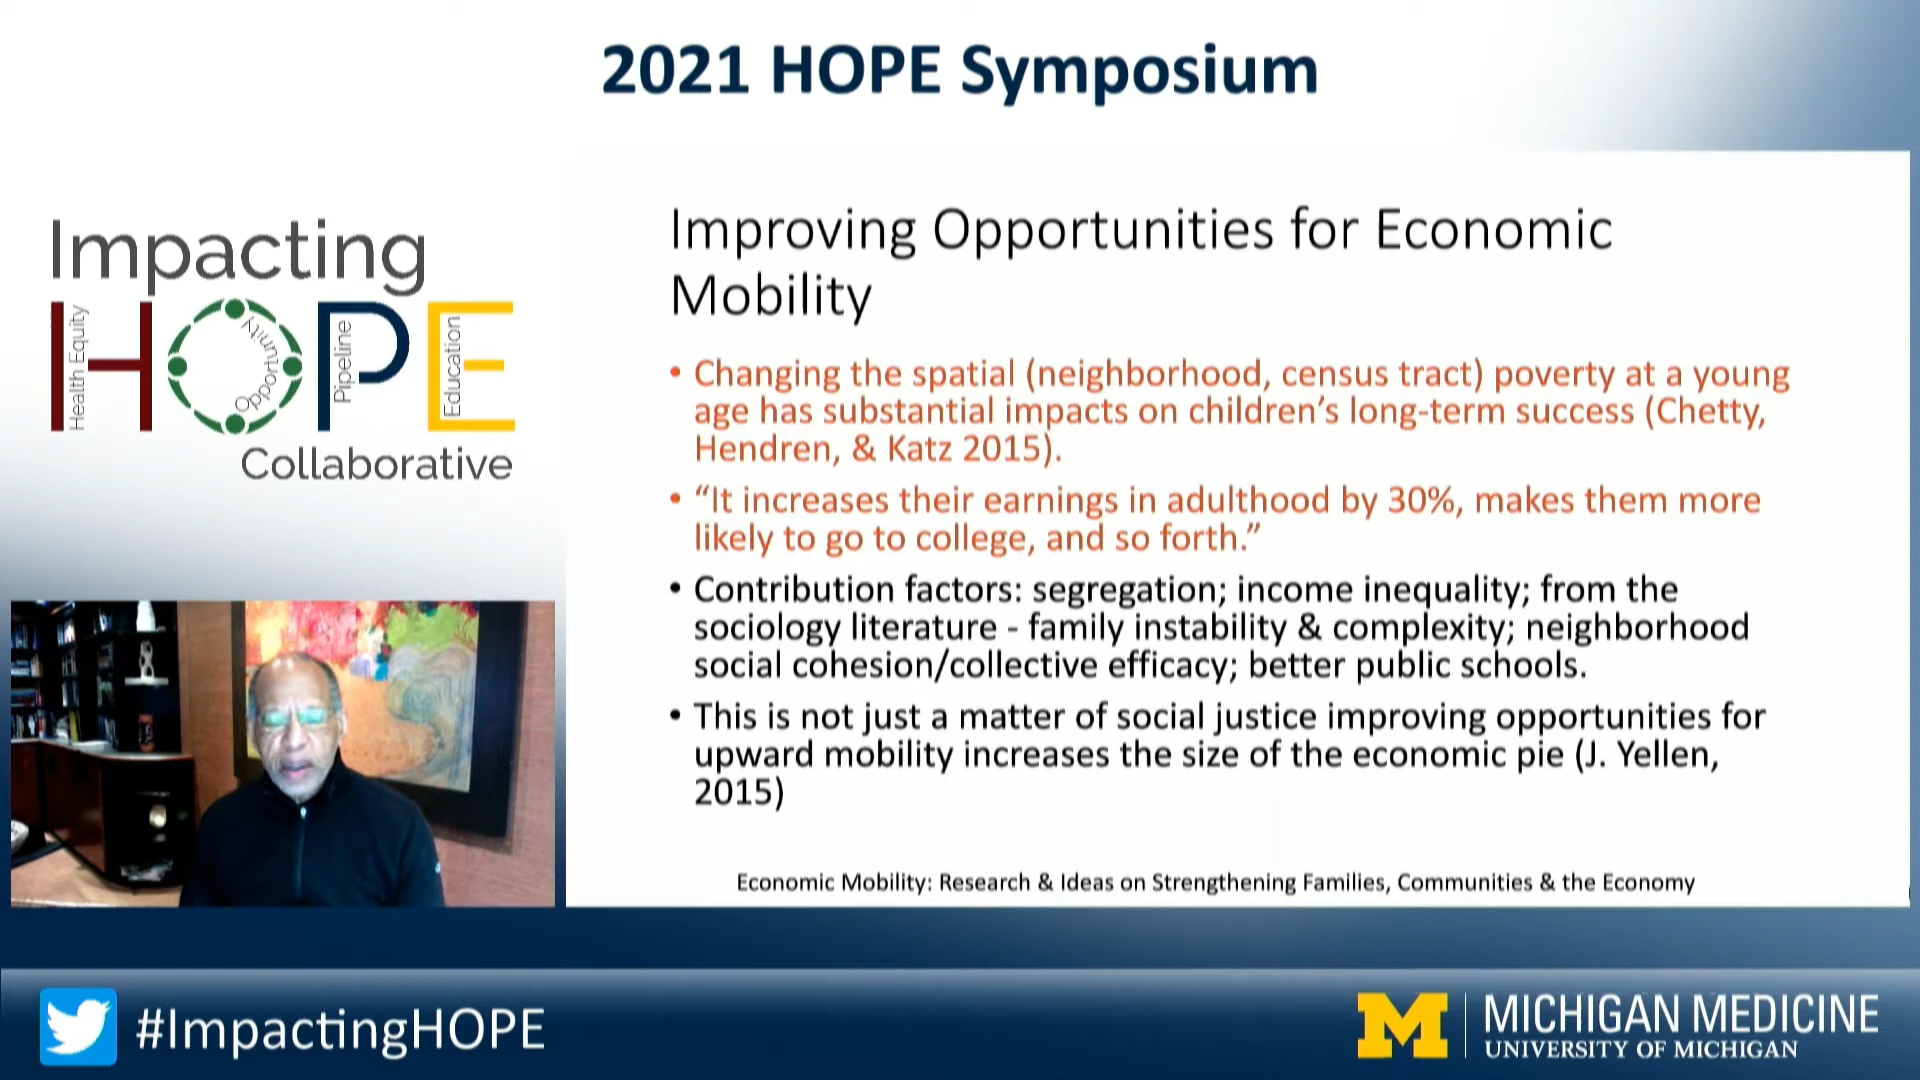 2021 HOPE Symposium
Impacting
HOPE
Health Equity
Opportunity
Pipeline
Education
Collaborative
Improving Opportunities for Economic
Mobility
• Changing the spatial (neighborhood, census tract) poverty at a young
age has substantial impacts on children’s long-term success (Chetty,
Hendren, & Katz 2015).
• “It increases their earnings in adulthood by 30%, makes them more
likely to go to college, and so forth.”
• Contribution factors: segregation; income inequality; from the
sociology literature - family instability & complexity; neighborhood
social cohesion/collective efficacy; better public schools.
• This is not just a matter of social justice improving opportunities for
upward mobility increases the size of the economic pie (J. Yellen,
2015)
Economic Mobility: Research & Ideas on Strengthening Families, Communities & the Economy
#ImpactingHOPE
M
MICHIGAN MEDICINE
UNIVERSITY OF MICHIGAN